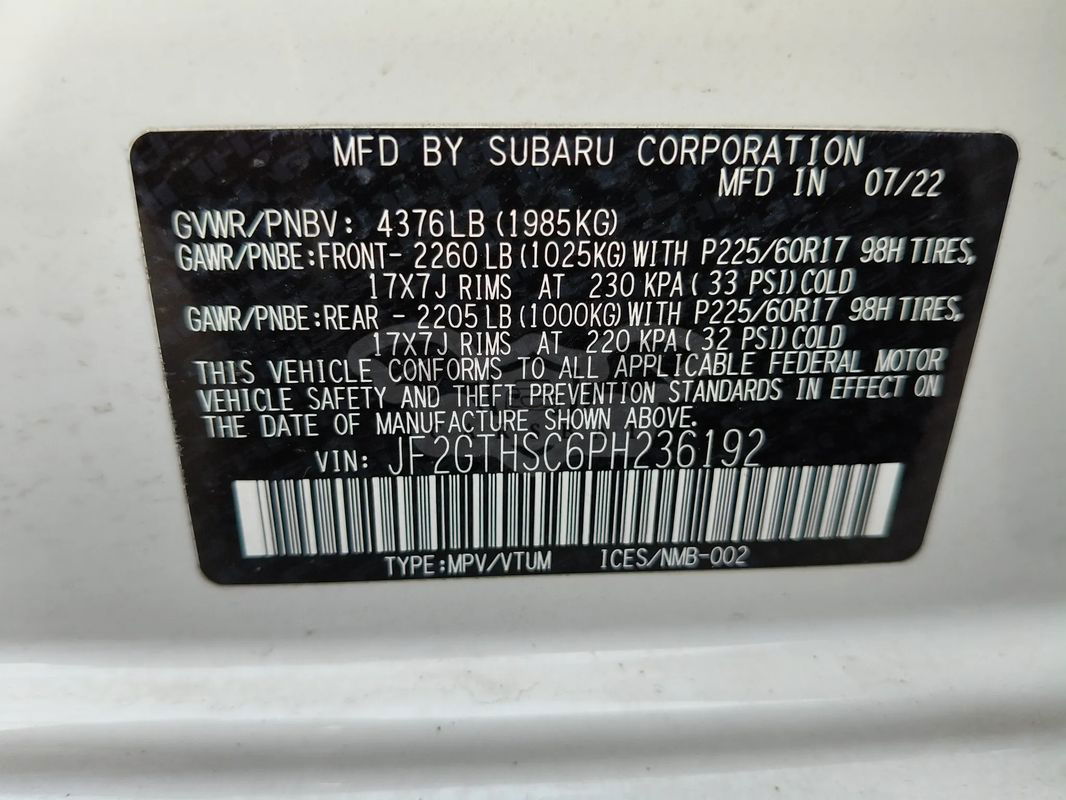 MFD BY SUBARU CORPORATION
MFD IN 07/22
GVWR/PNBV: 4376LB (1985KG)
GAWR/PNBE:FRONT- 2260LB (1025KG) WITH P225/60R17 98H TIRES,
17X7J RIMS AT 230 KPA ( 33 PSI) COLD
GAWR/PNBE:REAR - 2205LB (1000KG) WITH P225/60R17 98H TIRES,
17X7J RIMS AT 220 KPA ( 32 PSI) COLD
THIS VEHICLE CONFORMS TO ALL APPLICABLE FEDERAL MOTOR
VEHICLE SAFETY AND THEFT PREVENTION STANDARDS IN EFFECT ON
THE DATE OF MANUFACTURE SHOWN ABOVE.
VIN: JF2GTHSC6PH236192
TYPE:MPV/VTUM ICES/NMB-002